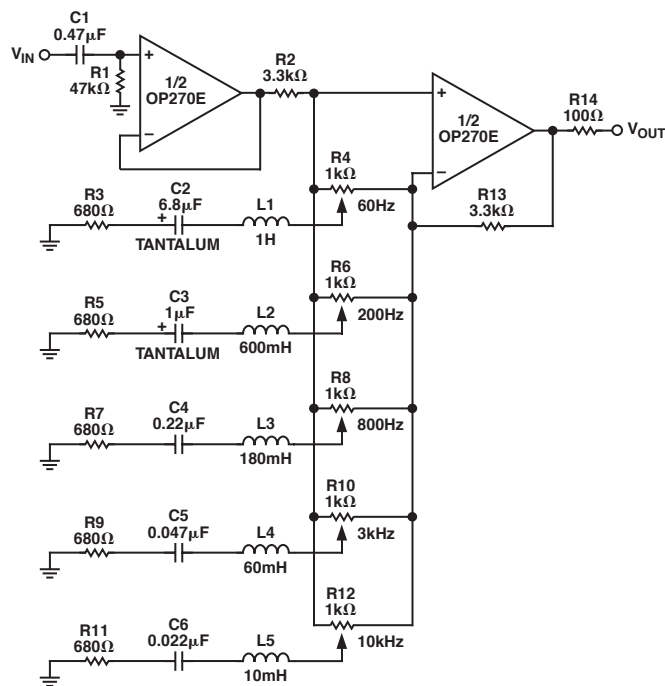 C1
0.47µF
V_IN
R1
47kΩ
+
1/2
OP270E
–
R2
3.3kΩ
+
1/2
OP270E
–
R14
100Ω
V_OUT
R13
3.3kΩ
R4
1kΩ
60Hz
R3
680Ω
C2
6.8µF
+
TANTALUM
L1
1H
R6
1kΩ
200Hz
R5
680Ω
C3
1µF
+
TANTALUM
L2
600mH
R8
1kΩ
800Hz
R7
680Ω
C4
0.22µF
L3
180mH
R10
1kΩ
3kHz
R9
680Ω
C5
0.047µF
L4
60mH
R12
1kΩ
10kHz
R11
680Ω
C6
0.022µF
L5
10mH